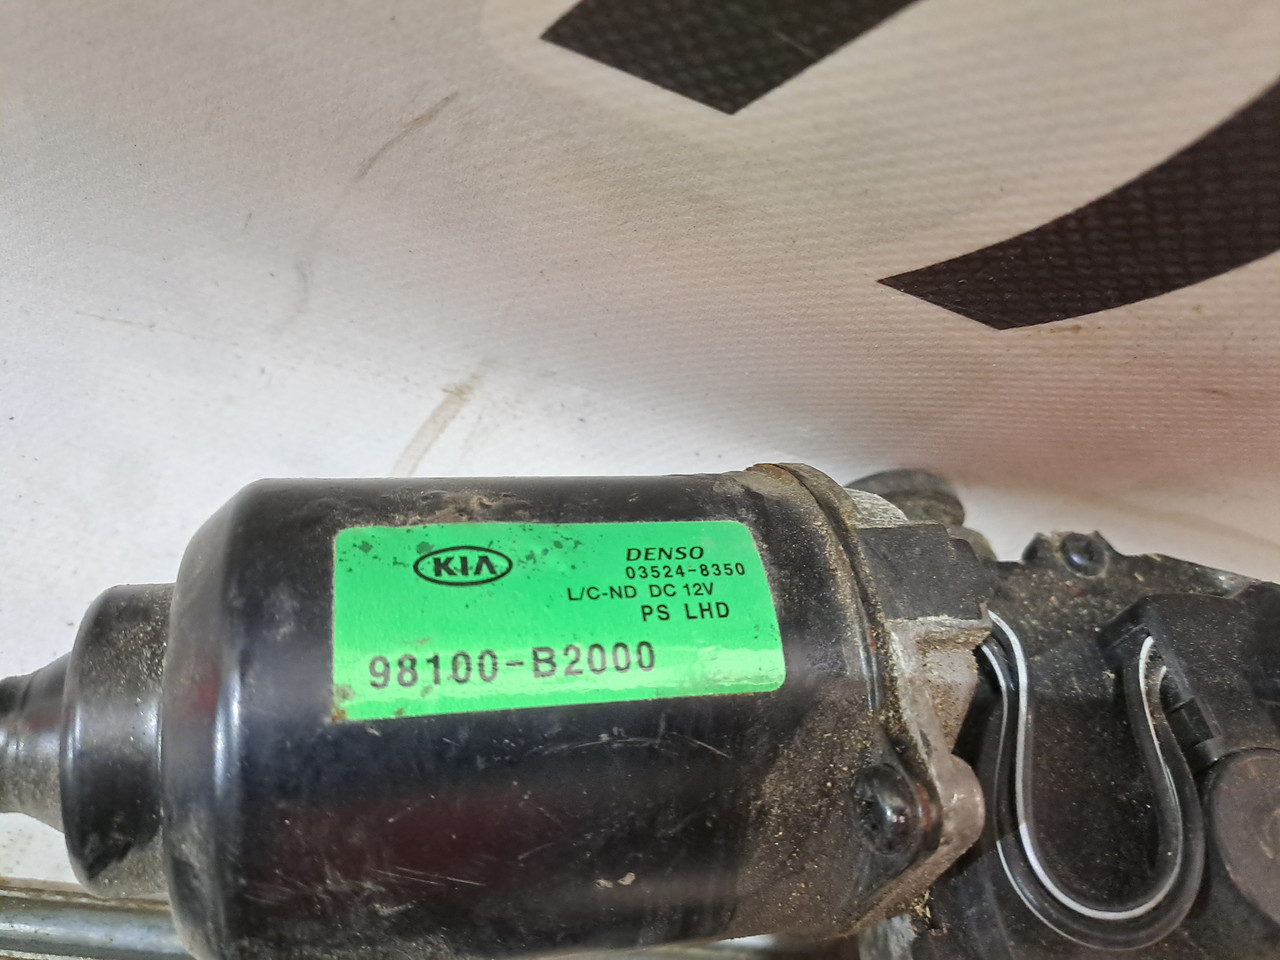 KIA
DENSO
03524-8350
L/C-ND DC 12V
PS LHD
98100-B2000